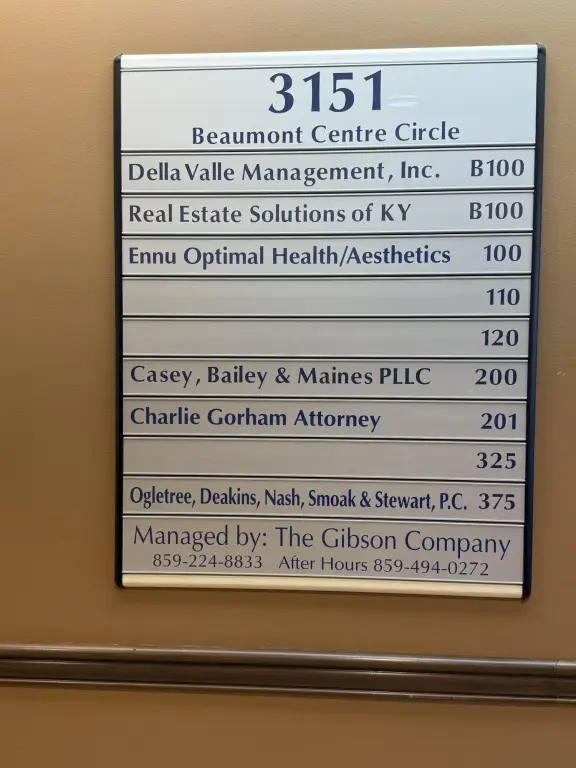 3151
Beaumont Centre Circle
DellaValle Management, Inc. B100
Real Estate Solutions of KY B100
Ennu Optimal Health/Aesthetics 100
110
120
Casey, Bailey & Maines PLLC 200
Charlie Gorham Attorney 201
325
Ogletree, Deakins, Nash, Smoak & Stewart, P.C. 375
Managed by: The Gibson Company
859-224-8833 After Hours 859-494-0272